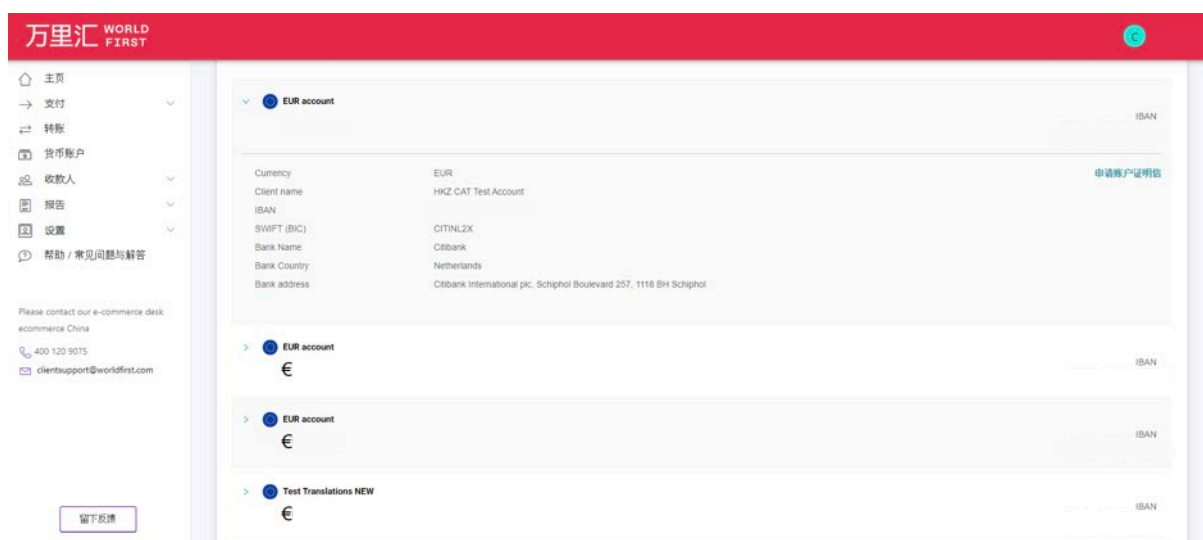 万里汇 WORLD FIRST
C
主页
支付
转账
货币账户
收款人
报告
设置
帮助 / 常见问题与解答
Please contact our e-commerce desk
ecommerce China
400 120 9075
clientsupport@worldfirst.com
留下反馈
EUR account
IBAN
Currency EUR 申请账户证明信
Client name HKZ CAT Test Account
IBAN
SWIFT (BIC) CITINL2X
Bank Name Citibank
Bank Country Netherlands
Bank address Citibank International plc, Schiphol Boulevard 257, 1118 BH Schiphol
EUR account
€ IBAN
EUR account
€ IBAN
Test Translations NEW
€ IBAN